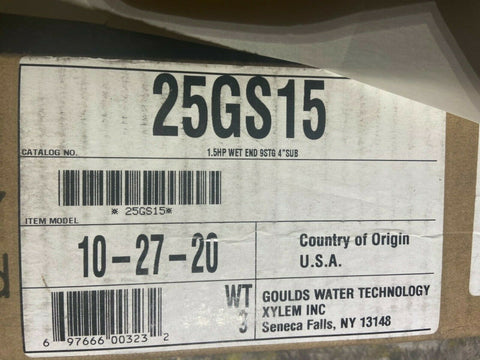 25GS15
CATALOG NO. 1.5HP WET END 9STG 4"SUB
* 25GS15*
ITEM MODEL
10-27-20
Country of Origin
U.S.A.
6 97666 00323 2
WT
3
GOULDS WATER TECHNOLOGY
XYLEM INC
Seneca Falls, NY 13148